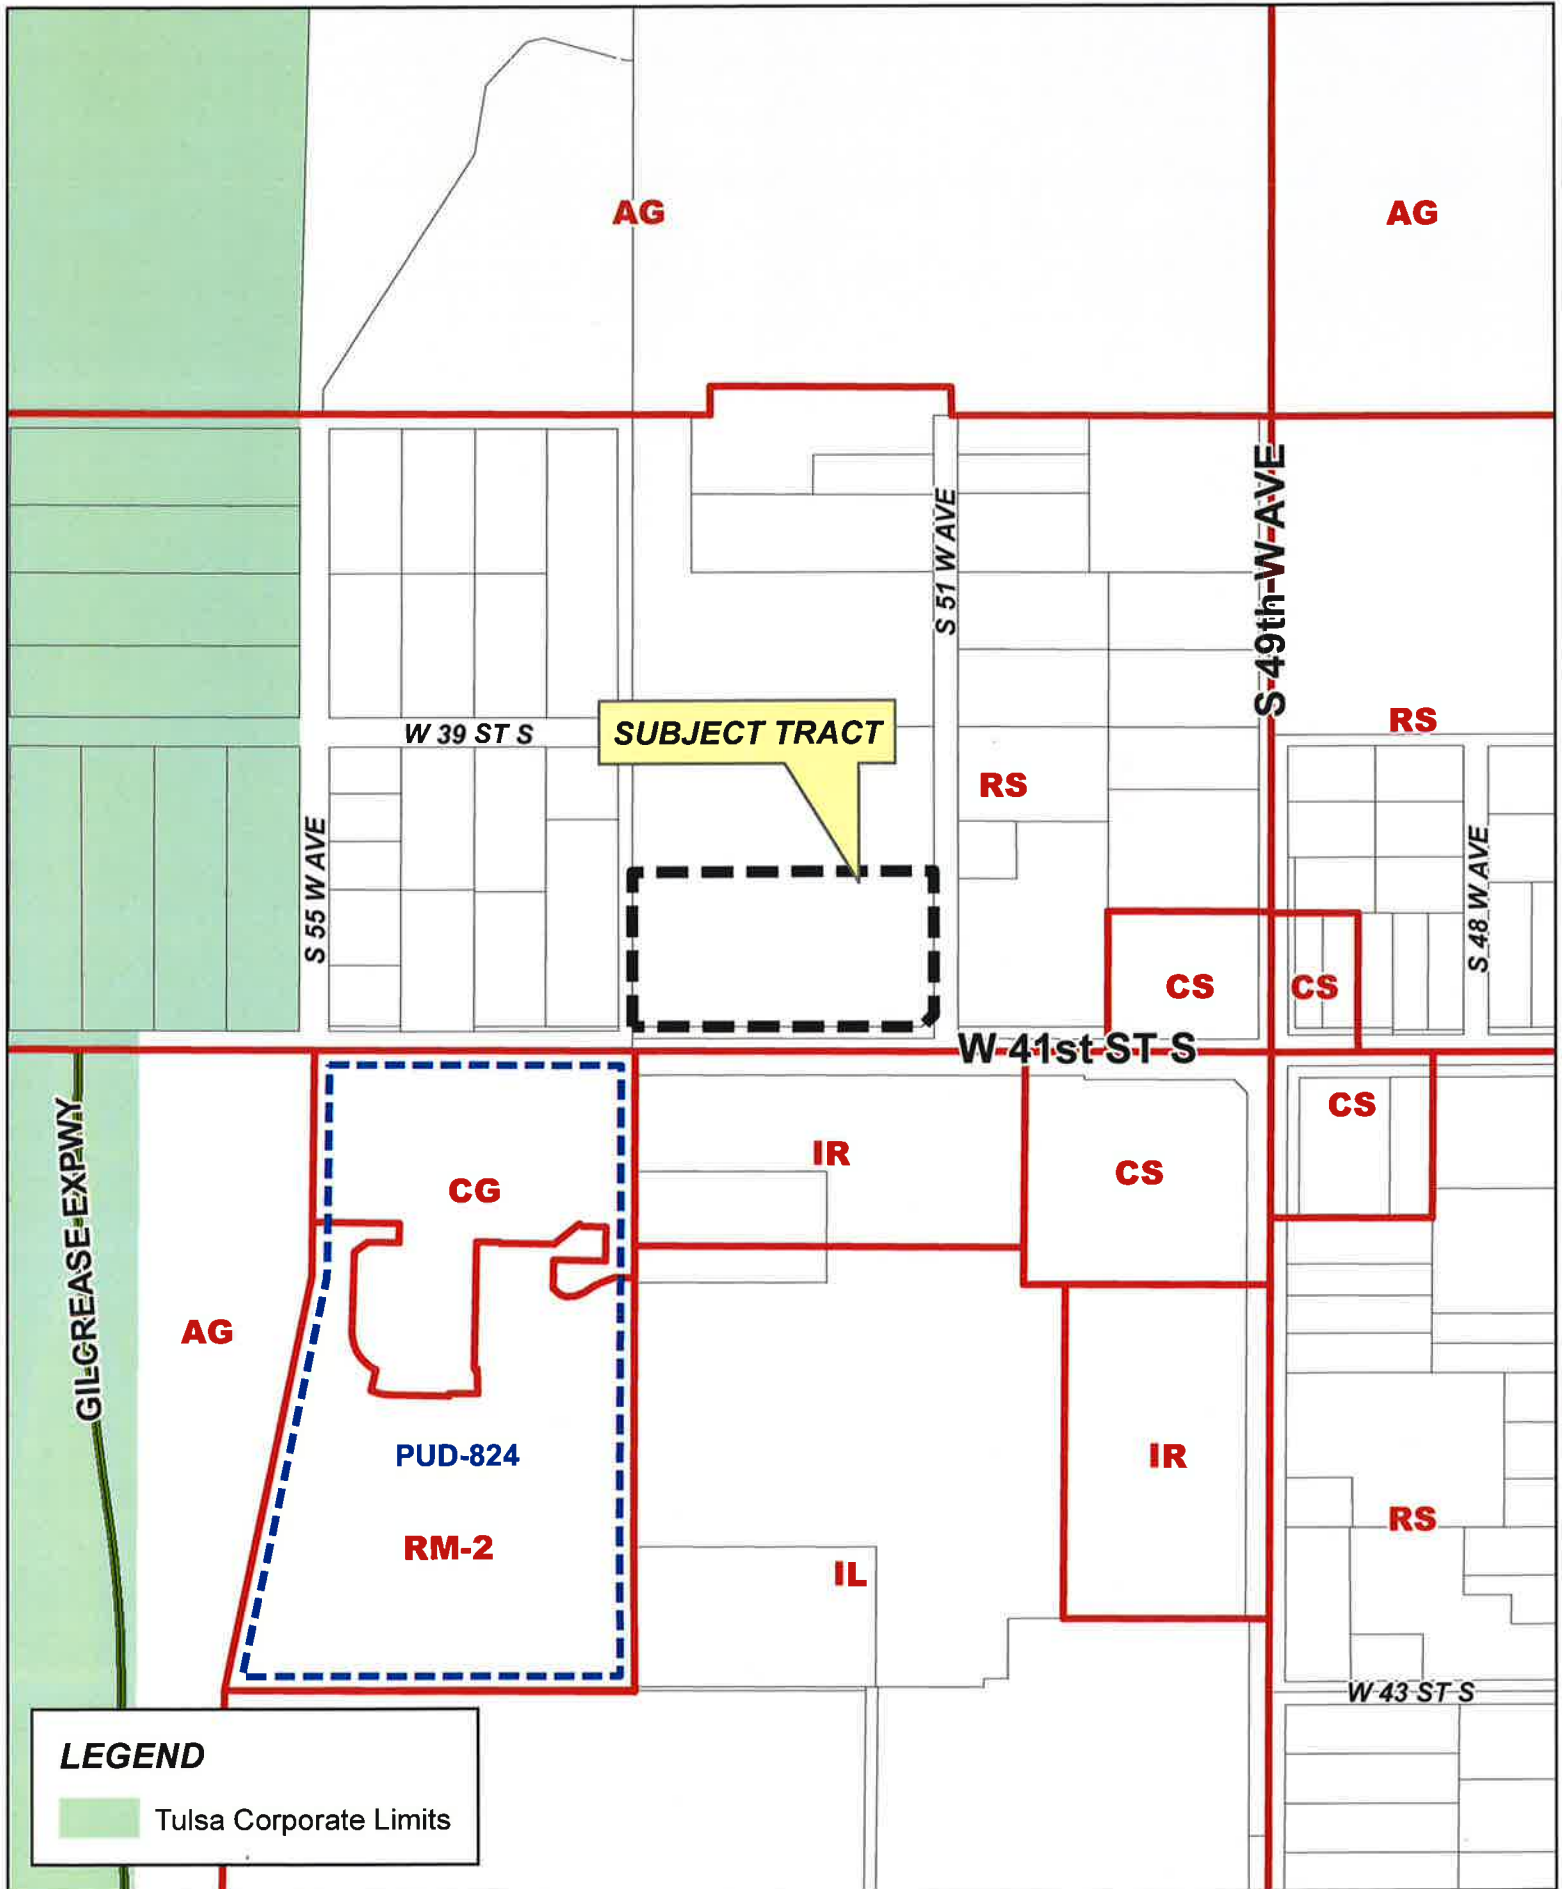 AG
AG
S 51 W AVE
S 49th W AVE
RS
W 39 ST S
SUBJECT TRACT
RS
S 55 W AVE
S 48 W AVE
CS
CS
W 41st ST S
CS
IR
CS
CG
GILCREASE EXPWY
AG
PUD-824
IR
RS
RM-2
IL
W 43 ST S
LEGEND
Tulsa Corporate Limits